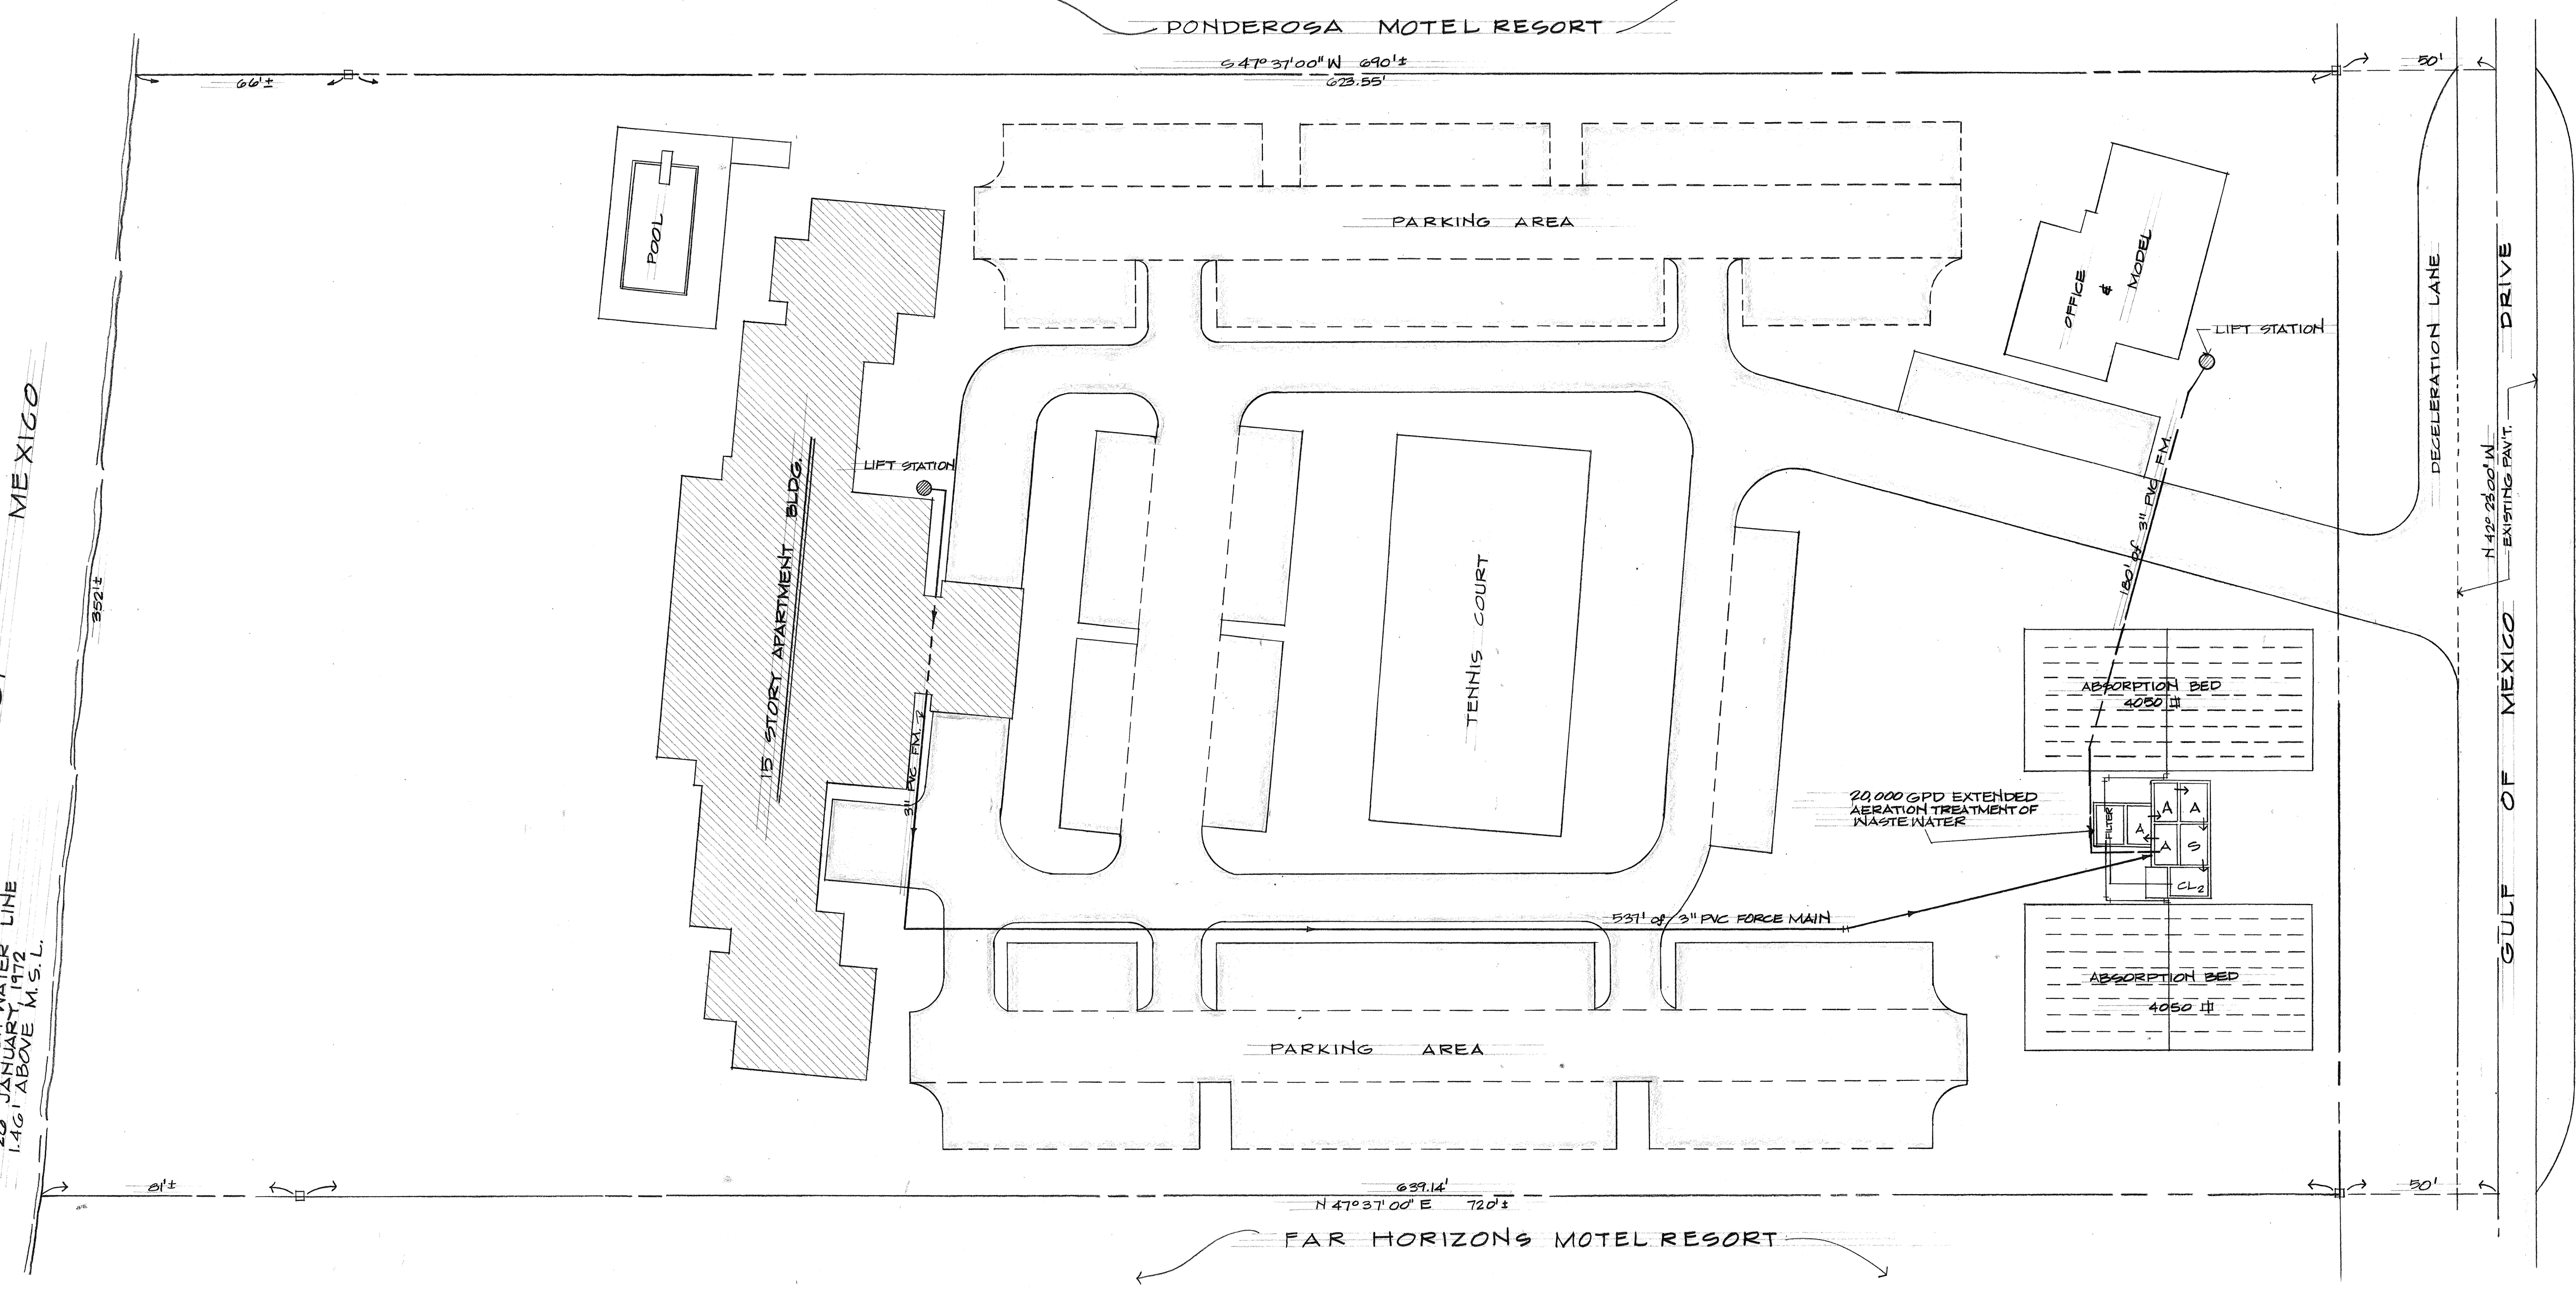 PONDEROSA MOTEL RESORT
S 47° 37' 00" W 690'±
623.55'
66'±
50'
POOL
PARKING AREA
OFFICE
&
MODEL
LIFT STATION
DECELERATION LANE
GULF OF MEXICO DRIVE
N 42° 23' 00" W
EXISTING PAV'T.
MEXICO
352'±
LIFT STATION
15 STORY APARTMENT BLDG.
3" PVC FM.
TENNIS COURT
180' of 3" PVC FM.
ABSORPTION BED
4050 ⌗
20,000 GPD EXTENDED
AERATION TREATMENT OF
WASTE WATER
FILTER
A
A
A
A
S
CL2
537' of 3" PVC FORCE MAIN
ABSORPTION BED
4050 ⌗
WATER LINE
JANUARY, 1972
1.461 ABOVE M.S.L.
PARKING AREA
81'±
639.14'
N 47° 37' 00" E 720'±
50'
FAR HORIZONS MOTEL RESORT